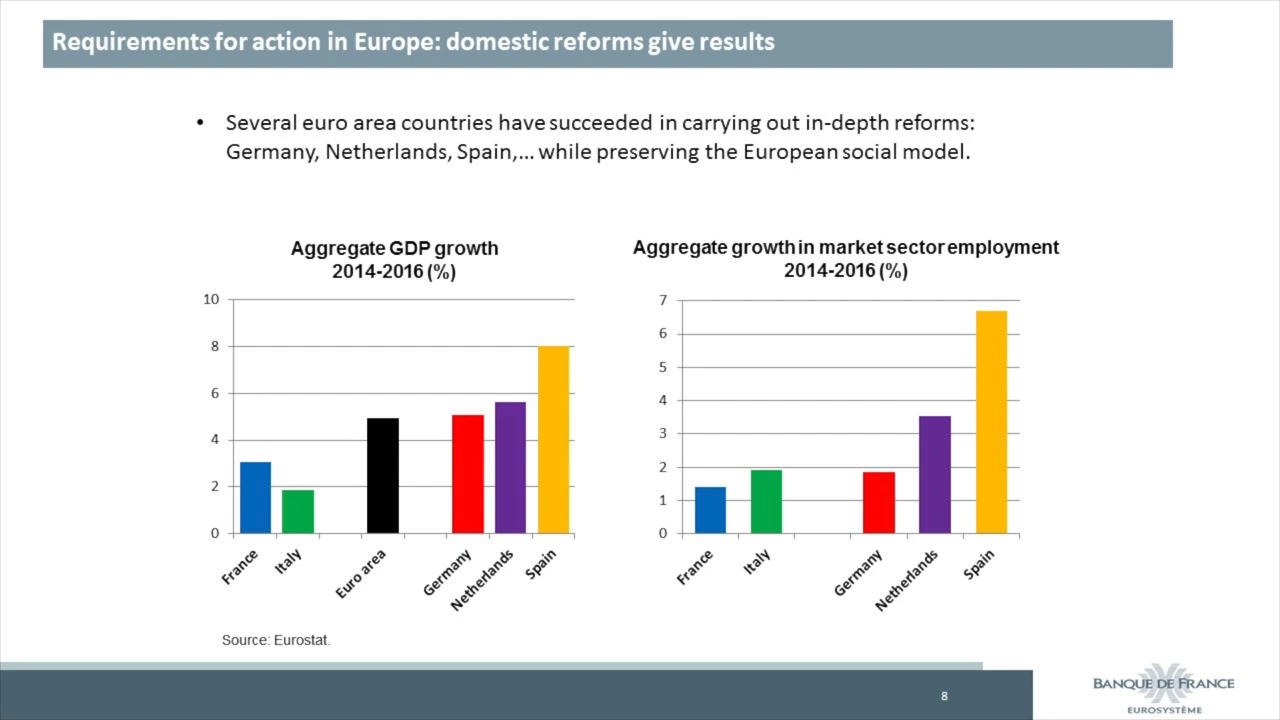 Requirements for action in Europe: domestic reforms give results
• Several euro area countries have succeeded in carrying out in-depth reforms:
Germany, Netherlands, Spain,... while preserving the European social model.
Aggregate GDP growth
2014-2016 (%)
10
8
6
4
2
0
France
Italy
Euro area
Germany
Netherlands
Spain
Aggregate growth in market sector employment
2014-2016 (%)
7
6
5
4
3
2
1
0
France
Italy
Germany
Netherlands
Spain
Source: Eurostat.
8
BANQUE DE FRANCE
EUROSYSTÈME